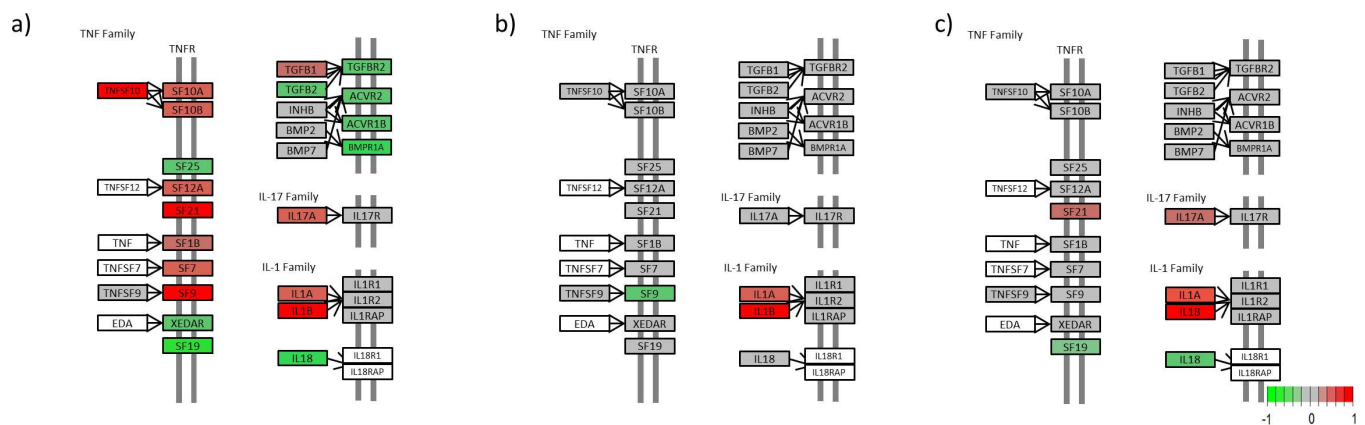 a)
TNF Family
TNFR
TNFSF10
SF10A
SF10B
SF25
TNFSF12
SF12A
SF21
TNF
SF1B
TNFSF7
SF7
TNFSF9
SF9
EDA
XEDAR
SF19
TGFB1
TGFBR2
TGFB2
ACVR2
INHB
BMP2
ACVR1B
BMP7
BMPR1A
IL-17 Family
IL17A
IL17R
IL-1 Family
IL1R1
IL1A
IL1R2
IL1B
IL1RAP
IL18
IL18R1
IL18RAP
b)
TNF Family
TNFR
TNFSF10
SF10A
SF10B
SF25
TNFSF12
SF12A
SF21
TNF
SF1B
TNFSF7
SF7
TNFSF9
SF9
EDA
XEDAR
SF19
TGFB1
TGFBR2
TGFB2
ACVR2
INHB
BMP2
ACVR1B
BMP7
BMPR1A
IL-17 Family
IL17A
IL17R
IL-1 Family
IL1R1
IL1A
IL1R2
IL1B
IL1RAP
IL18
IL18R1
IL18RAP
c)
TNF Family
TNFR
TNFSF10
SF10A
SF10B
SF25
TNFSF12
SF12A
SF21
TNF
SF1B
TNFSF7
SF7
TNFSF9
SF9
EDA
XEDAR
SF19
TGFB1
TGFBR2
TGFB2
ACVR2
INHB
BMP2
ACVR1B
BMP7
BMPR1A
IL-17 Family
IL17A
IL17R
IL-1 Family
IL1R1
IL1A
IL1R2
IL1B
IL1RAP
IL18
IL18R1
IL18RAP
-1 0 1